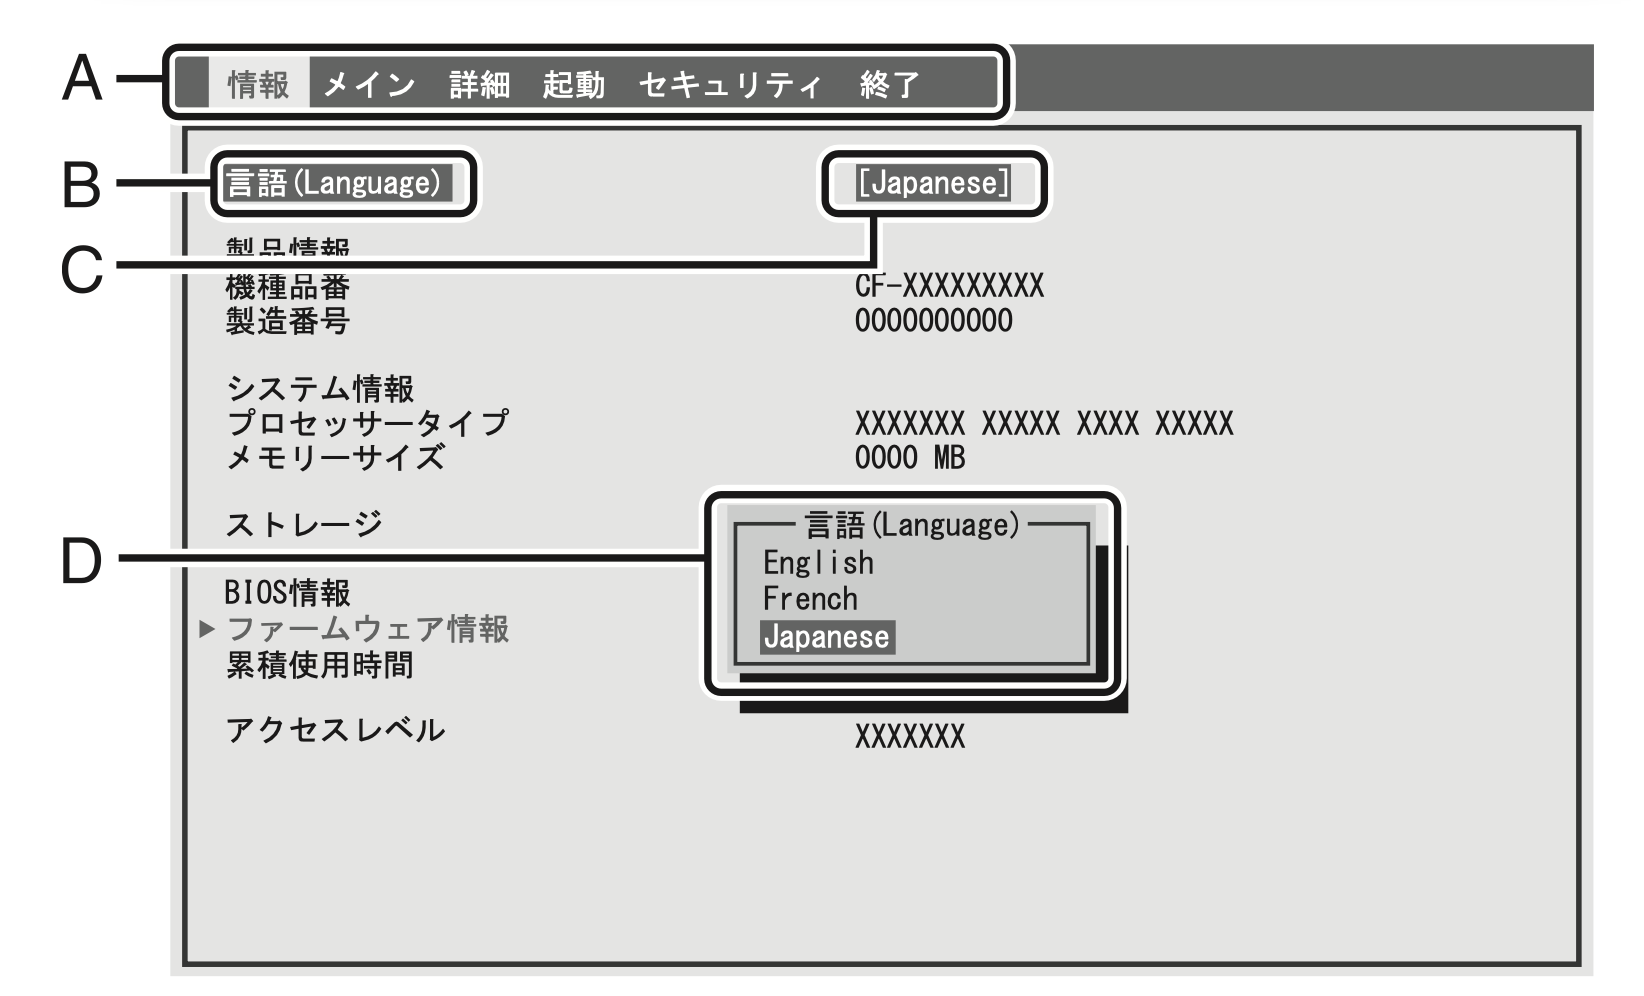 A
情報 メイン 詳細 起動 セキュリティ 終了
B
言語(Language) [Japanese]
C
製品情報
機種品番 CF-XXXXXXXXX
製造番号 0000000000
システム情報
プロセッサータイプ XXXXXXX XXXXX XXXX XXXXX
メモリーサイズ 0000 MB
ストレージ
D
言語(Language)
English
French
Japanese
BIOS情報
▶ ファームウェア情報
累積使用時間
アクセスレベル XXXXXXX